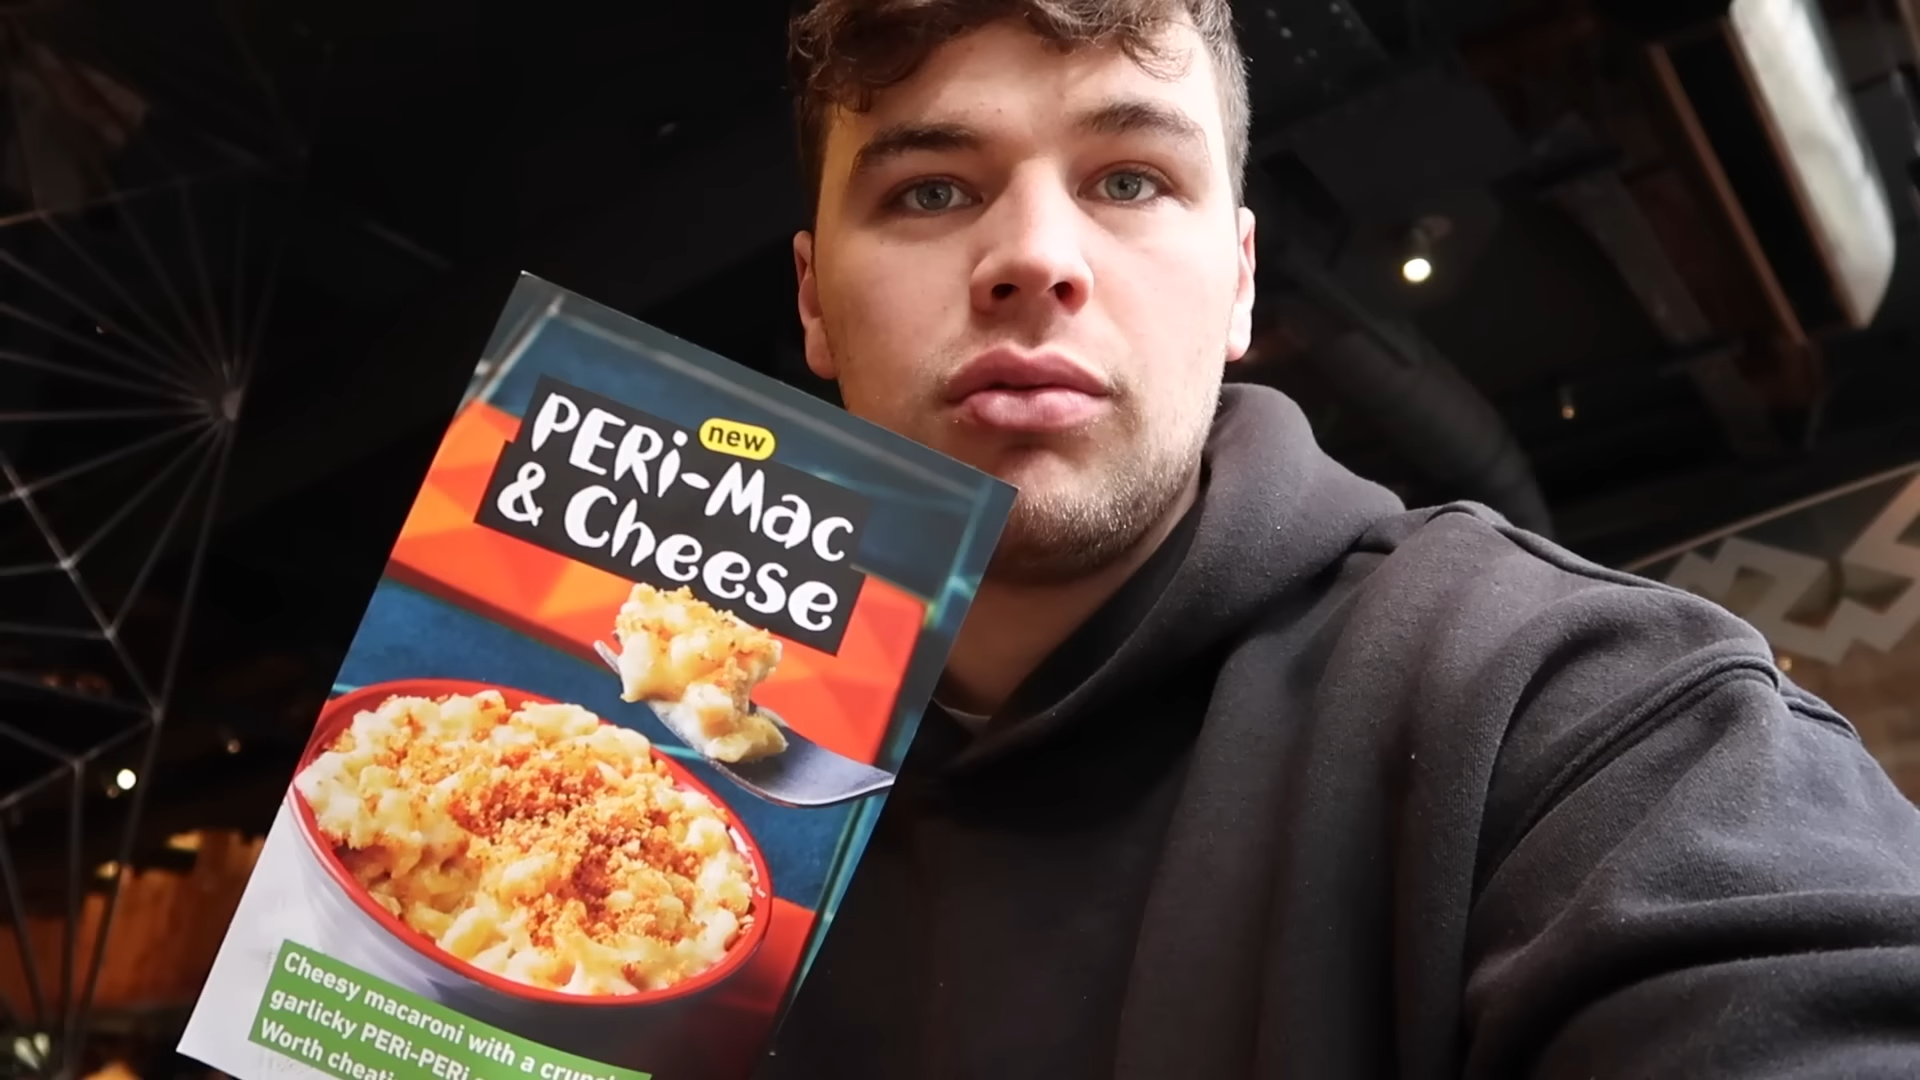 new
PERi-Mac
& Cheese
Cheesy macaroni with a
garlicky PERi-PERi
Worth